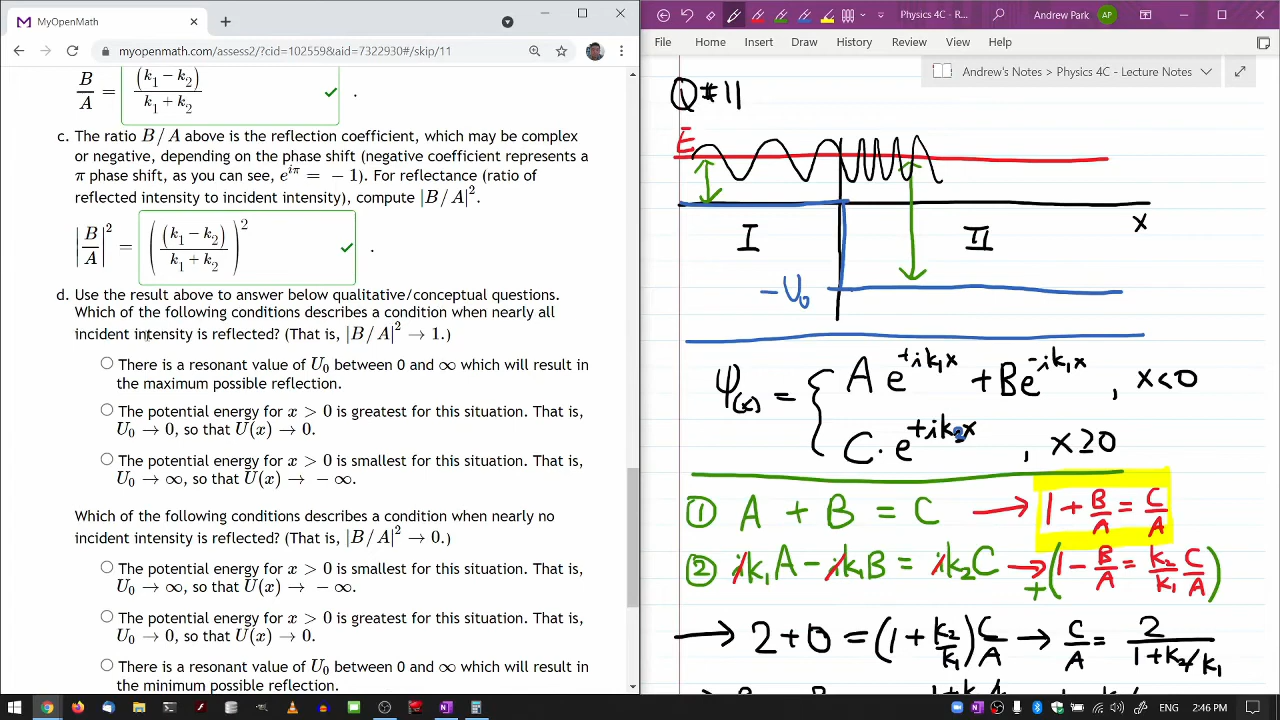 MyOpenMath
myopenmath.com/assess2/?cid=102559&aid=7322930#/skip/11
B/A = (k₁ − k₂)/(k₁ + k₂) .
c. The ratio B/A above is the reflection coefficient, which may be complex
or negative, depending on the phase shift (negative coefficient represents a
π phase shift, as you can see, e^{iπ} = −1). For reflectance (ratio of
reflected intensity to incident intensity), compute |B/A|².
|B/A|² = ((k₁ − k₂)/(k₁ + k₂))² .
d. Use the result above to answer below qualitative/conceptual questions.
Which of the following conditions describes a condition when nearly all
incident intensity is reflected? (That is, |B/A|² → 1.)
There is a resonant value of U₀ between 0 and ∞ which will result in
the maximum possible reflection.
The potential energy for x > 0 is greatest for this situation. That is,
U₀ → 0, so that U(x) → 0.
The potential energy for x > 0 is smallest for this situation. That is,
U₀ → ∞, so that U(x) → − ∞.
Which of the following conditions describes a condition when nearly no
incident intensity is reflected? (That is, |B/A|² → 0.)
The potential energy for x > 0 is smallest for this situation. That is,
U₀ → ∞, so that U(x) → − ∞.
The potential energy for x > 0 is greatest for this situation. That is,
U₀ → 0, so that U(x) → 0.
There is a resonant value of U₀ between 0 and ∞ which will result in
the minimum possible reflection.
Physics 4C - R...
Andrew Park
AP
File Home Insert Draw History Review View Help
Andrew's Notes > Physics 4C - Lecture Notes
Q#11
E
x
I
II
-U₀
ψ(x) = { A e^{+ik₁x} + B e^{-ik₁x} , x<0
C · e^{+ik₂x} , x≥0
① A + B = C → 1 + B/A = C/A
② ik₁A − ik₁B = ik₂C → + (1 − B/A = k₂/k₁ C/A)
→ 2 + 0 = (1 + k₂/k₁) C/A → C/A = 2/(1 + k₂/k₁)
ENG
2:46 PM